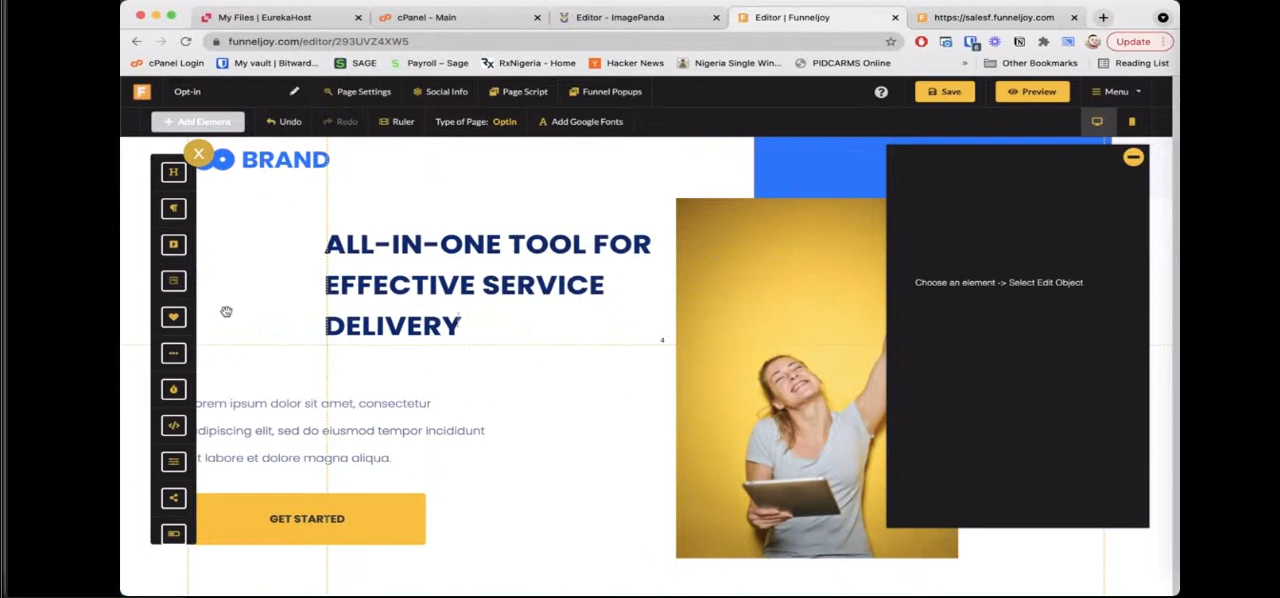 My Files | EurekaHost
cPanel - Main
Editor - ImagePanda
Editor | Funneljoy
https://salesf.funneljoy.com
funneljoy.com/editor/293UVZ4XW5
Update
cPanel Login
My vault | Bitward...
SAGE
Payroll – Sage
RxNigeria - Home
Hacker News
Nigeria Single Win...
PIDCARMS Online
»
Other Bookmarks
Reading List
Opt-in
Page Settings
Social Info
Page Script
Funnel Popups
Save
Preview
Menu
+ Add Element
Undo
Redo
Ruler
Type of Page: Optin
Add Google Fonts
X
BRAND
ALL-IN-ONE TOOL FOR
EFFECTIVE SERVICE
DELIVERY
4
Choose an element -> Select Edit Object
orem ipsum dolor sit amet, consectetur
dipiscing elit, sed do eiusmod tempor incididunt
t labore et dolore magna aliqua.
GET STARTED